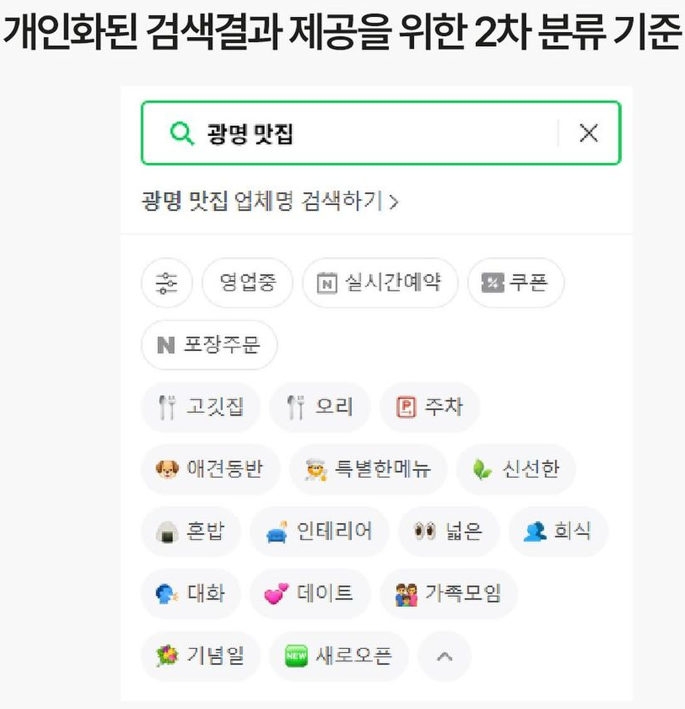 개인화된 검색결과 제공을 위한 2차 분류 기준
광명 맛집
광명 맛집 업체명 검색하기 >
영업중 N 실시간예약 % 쿠폰
N 포장주문
고깃집 오리 P 주차
애견동반 특별한메뉴 신선한
혼밥 인테리어 넓은 회식
대화 데이트 가족모임
기념일 NEW 새로오픈